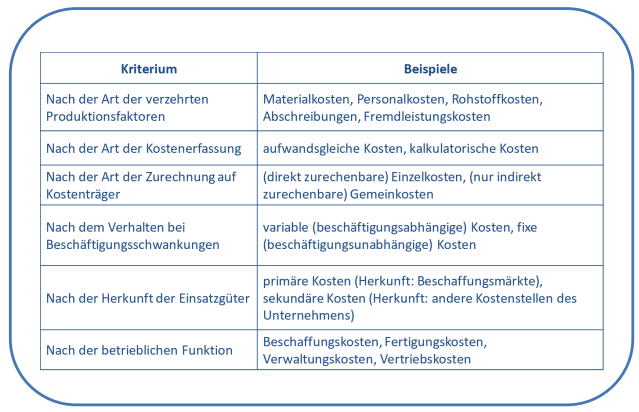 Kriterium
Beispiele
Nach der Art der verzehrten
Produktionsfaktoren
Materialkosten, Personalkosten, Rohstoffkosten,
Abschreibungen, Fremdleistungskosten
Nach der Art der Kostenerfassung
aufwandsgleiche Kosten, kalkulatorische Kosten
Nach der Art der Zurechnung auf
Kostenträger
(direkt zurechenbare) Einzelkosten, (nur indirekt
zurechenbare) Gemeinkosten
Nach dem Verhalten bei
Beschäftigungsschwankungen
variable (beschäftigungsabhängige) Kosten, fixe
(beschäftigungsunabhängige) Kosten
Nach der Herkunft der Einsatzgüter
primäre Kosten (Herkunft: Beschaffungsmärkte),
sekundäre Kosten (Herkunft: andere Kostenstellen des
Unternehmens)
Nach der betrieblichen Funktion
Beschaffungskosten, Fertigungskosten,
Verwaltungskosten, Vertriebskosten